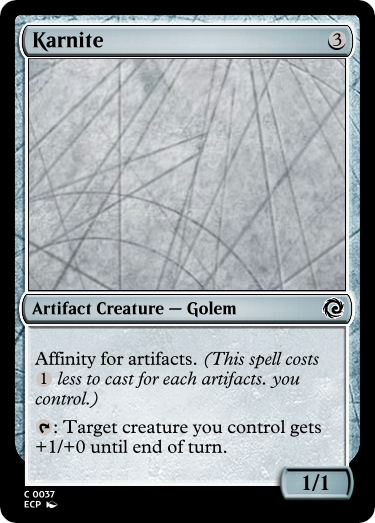 Karnite 3
Artifact Creature — Golem
Affinity for artifacts. (This spell costs
1 less to cast for each artifacts. you
control.)
: Target creature you control gets
+1/+0 until end of turn.
1/1
C 0037
ECP